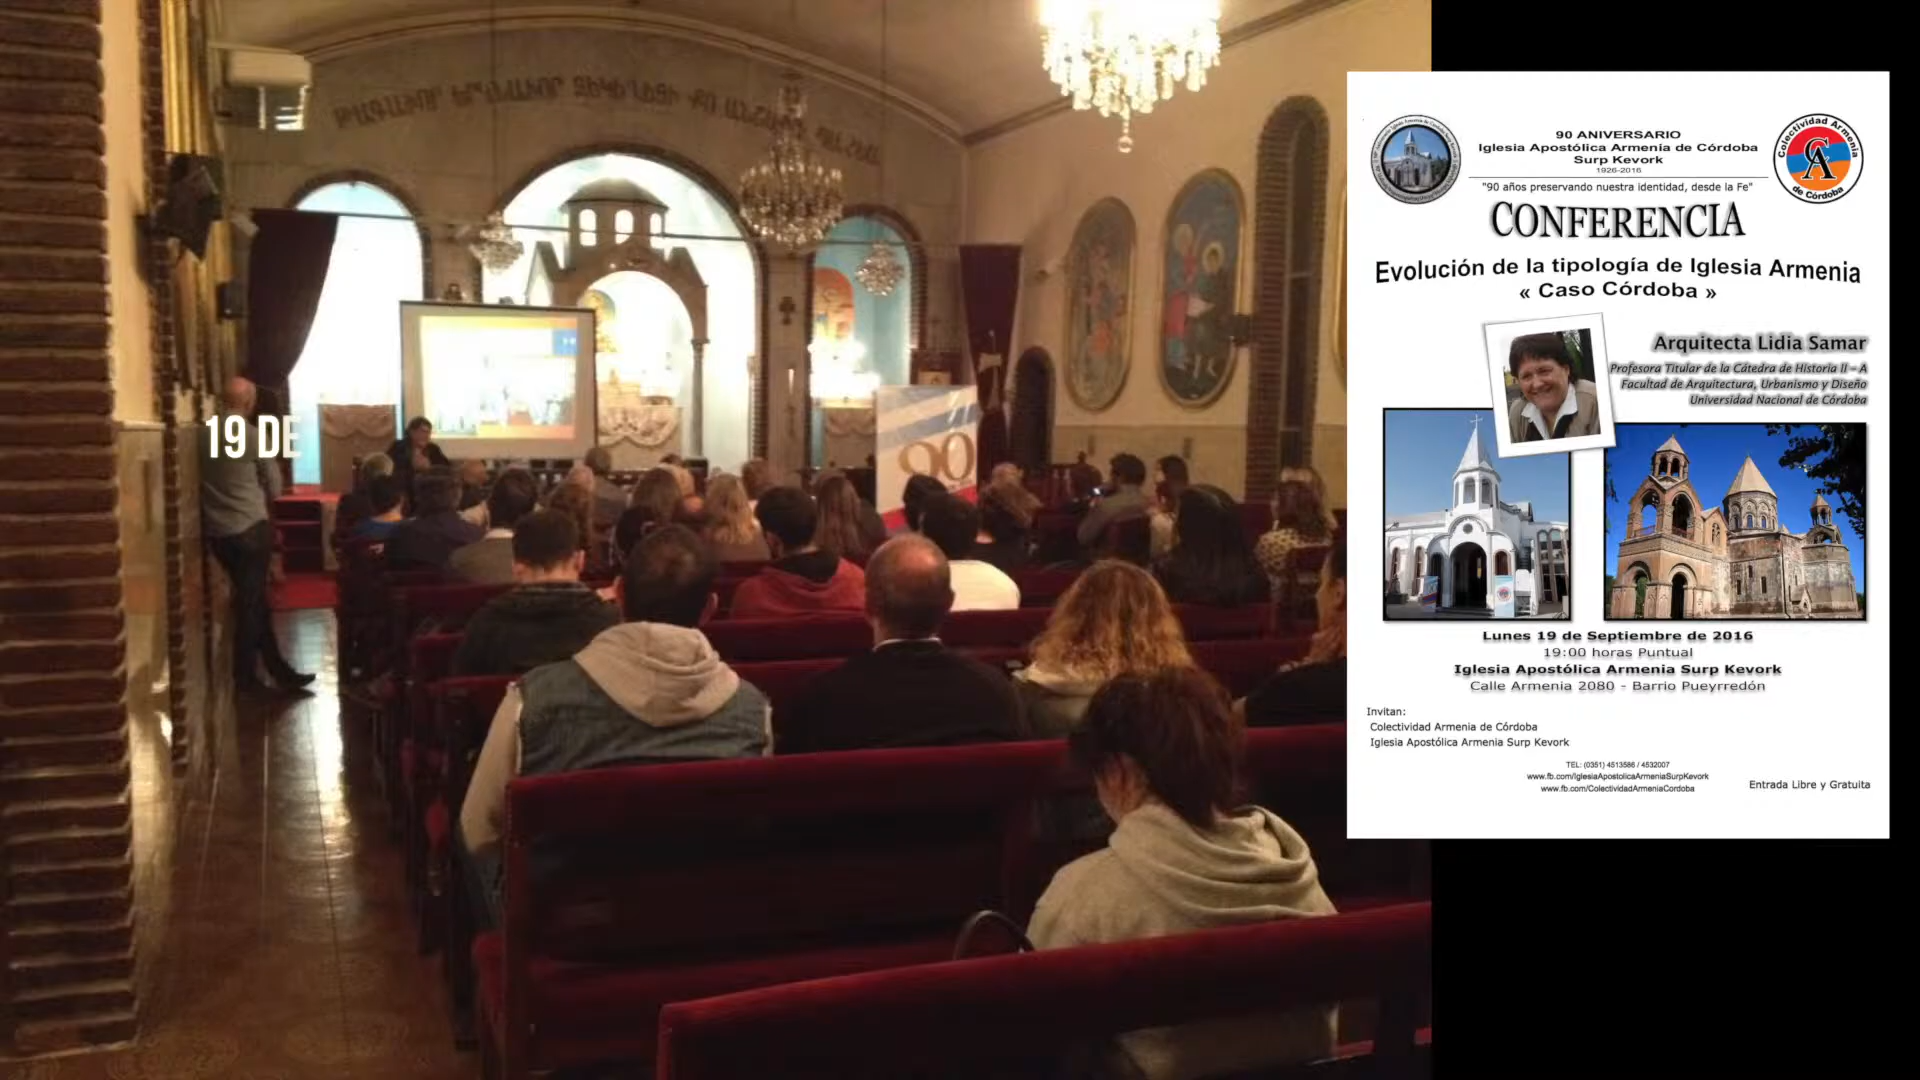 19 DE
90
90 ANIVERSARIO
Iglesia Apostólica Armenia de Córdoba
Surp Kevork
1926-2016
"90 años preservando nuestra identidad, desde la Fe"
Colectividad Armenia
CA
de Córdoba
CONFERENCIA
Evolución de la tipología de Iglesia Armenia
« Caso Córdoba »
Arquitecta Lidia Samar
Profesora Titular de la Cátedra de Historia II – A
Facultad de Arquitectura, Urbanismo y Diseño
Universidad Nacional de Córdoba
Lunes 19 de Septiembre de 2016
19:00 horas Puntual
Iglesia Apostólica Armenia Surp Kevork
Calle Armenia 2080 - Barrio Pueyrredón
Invitan:
Colectividad Armenia de Córdoba
Iglesia Apostólica Armenia Surp Kevork
TEL: (0351) 4513586 / 4532007
www.fb.com/IglesiaApostolicaArmeniaSurpKevork
www.fb.com/ColectividadArmeniaCordoba
Entrada Libre y Gratuita